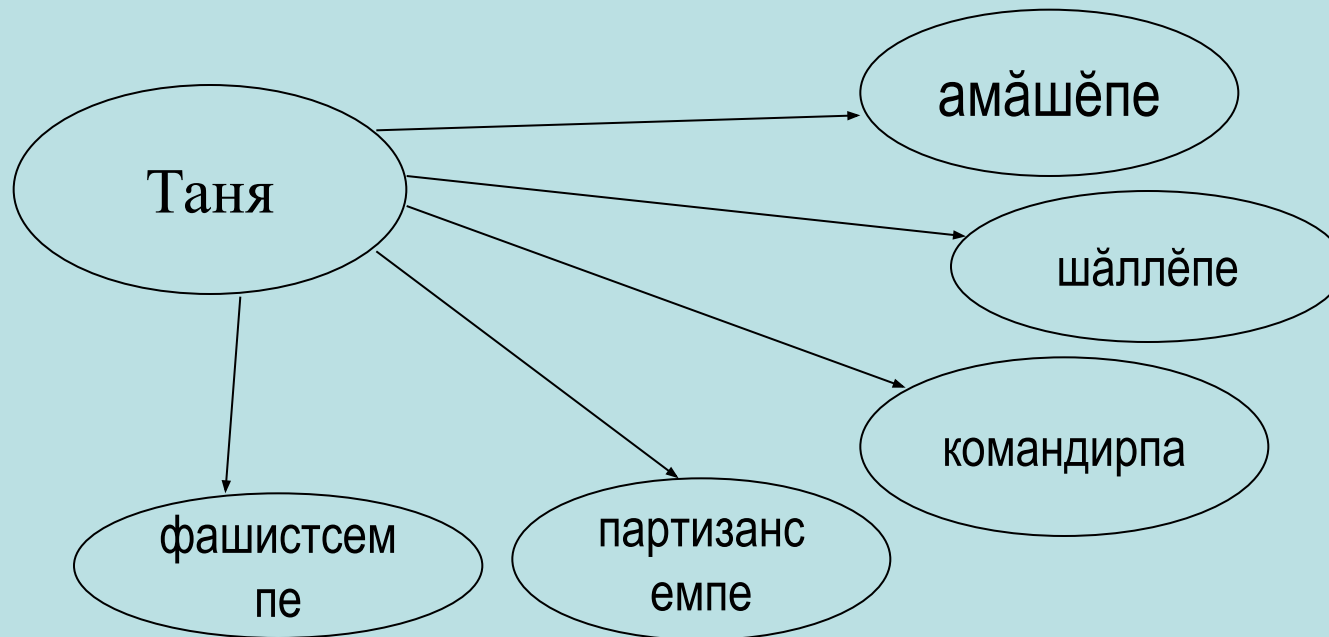 Таня
амӑшӗпе
шӑллӗпе
командирпа
партизанс
емпе
фашистсем
пе